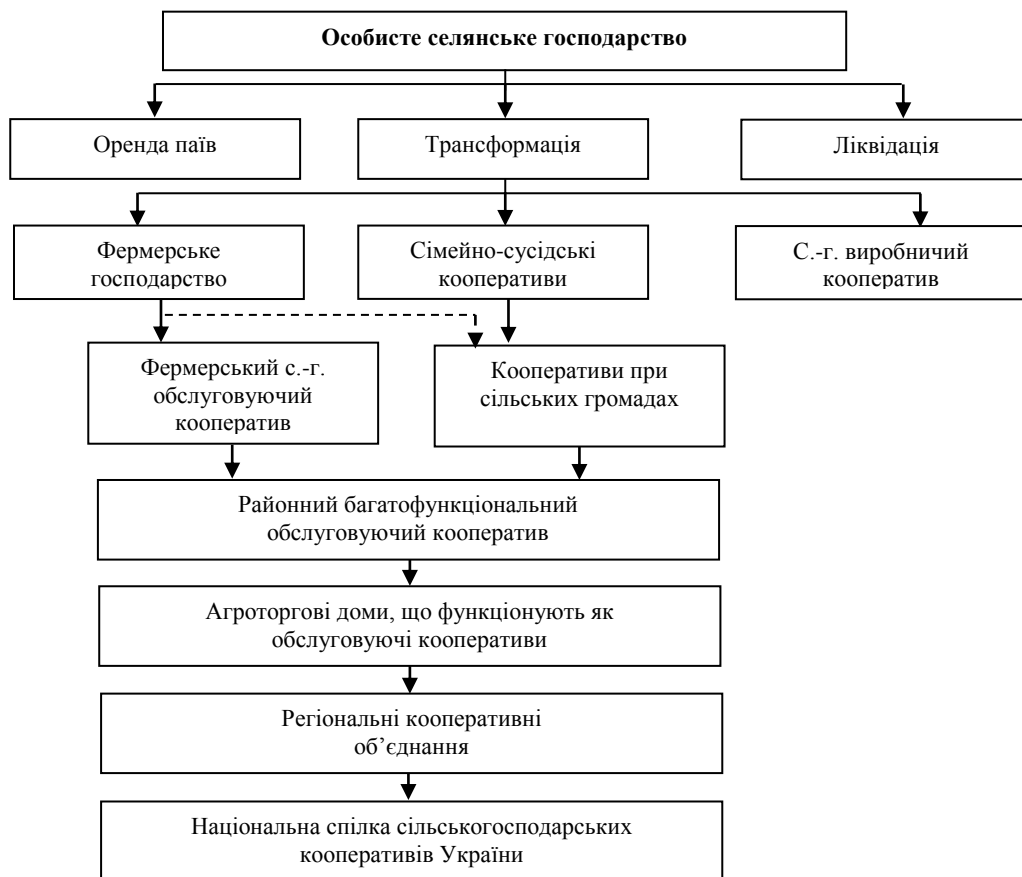 Особисте селянське господарство
Оренда паїв
Трансформація
Ліквідація
Фермерське
господарство
Сімейно-сусідські
кооперативи
С.-г. виробничий
кооператив
Фермерський с.-г.
обслуговуючий
кооператив
Кооперативи при
сільських громадах
Районний багатофункціональний
обслуговуючий кооператив
Агроторгові доми, що функціонують як
обслуговуючі кооперативи
Регіональні кооперативні
об’єднання
Національна спілка сільськогосподарських
кооперативів України